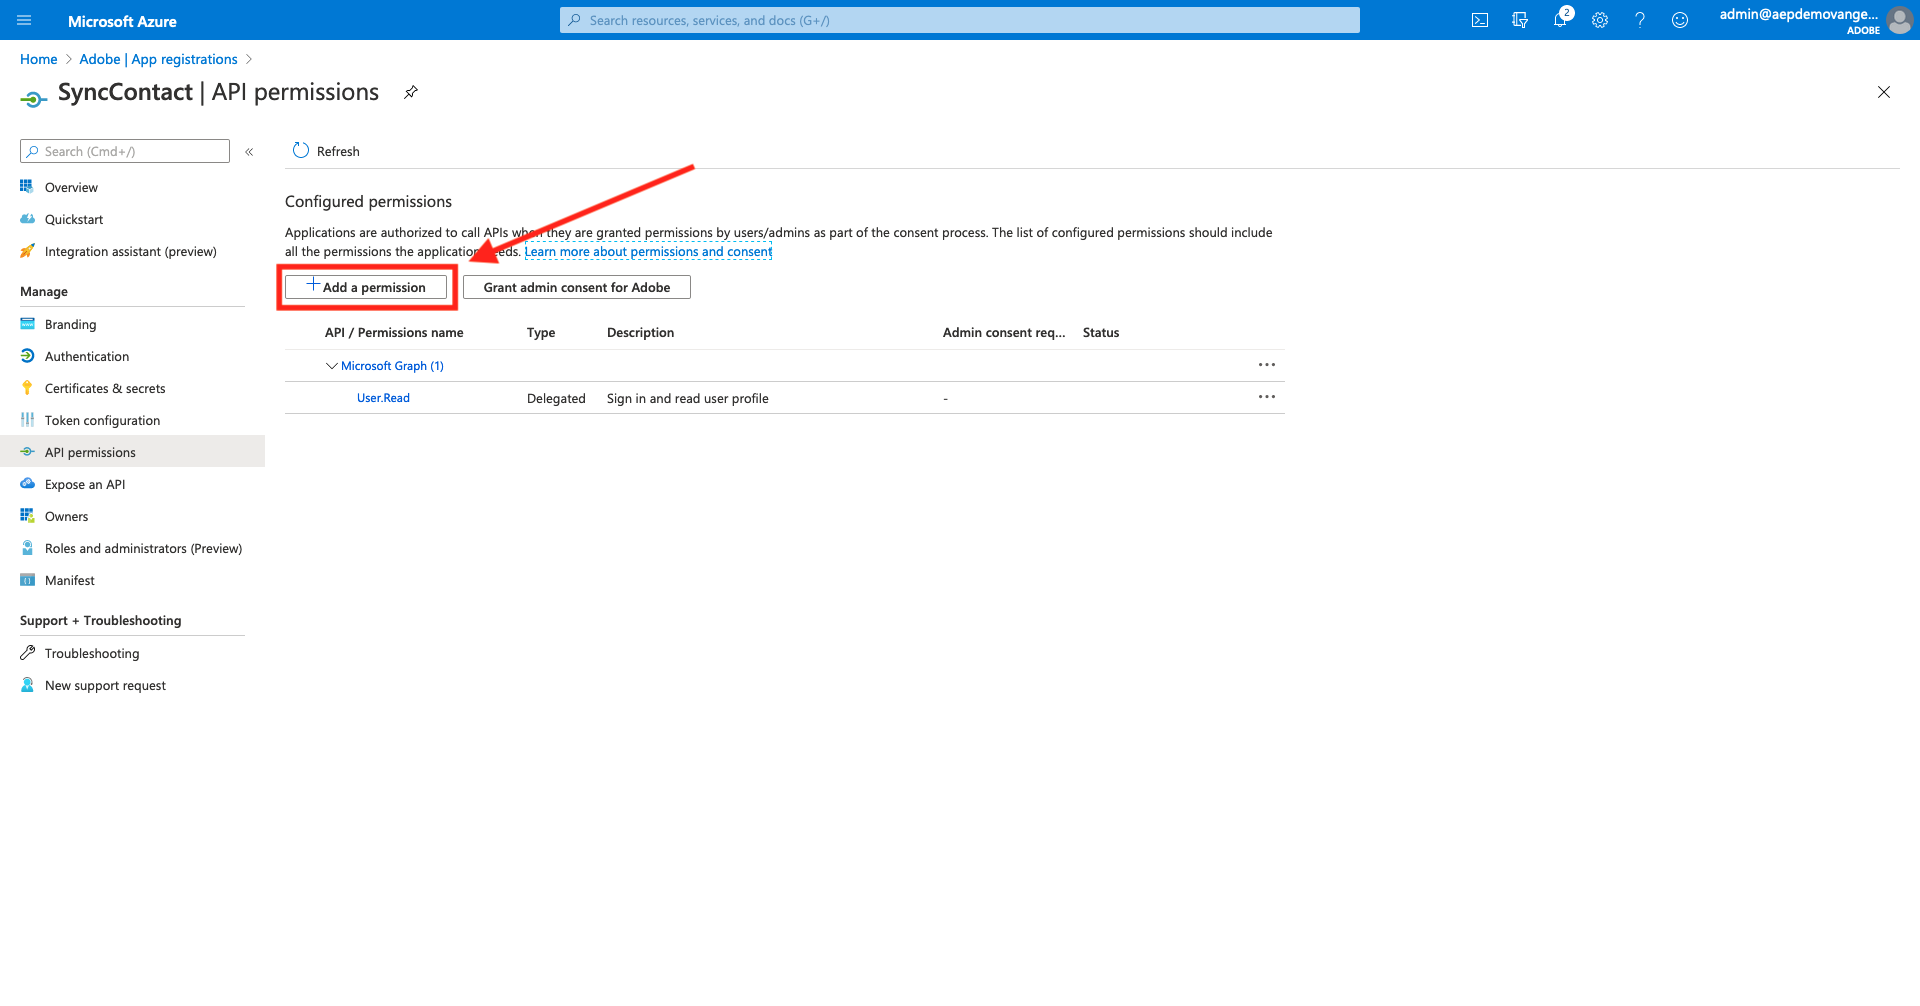 Microsoft Azure
Search resources, services, and docs (G+/)
2
admin@aepdemovange...
ADOBE
Home > Adobe | App registrations >
SyncContact | API permissions
Search (Cmd+/)
«
Refresh
Overview
Quickstart
Integration assistant (preview)
Manage
Branding
Authentication
Certificates & secrets
Token configuration
API permissions
Expose an API
Owners
Roles and administrators (Preview)
Manifest
Support + Troubleshooting
Troubleshooting
New support request
Configured permissions
Applications are authorized to call APIs when they are granted permissions by users/admins as part of the consent process. The list of configured permissions should include
all the permissions the application needs. Learn more about permissions and consent
+ Add a permission Grant admin consent for Adobe
API / Permissions name Type Description Admin consent req... Status
Microsoft Graph (1) ...
User.Read Delegated Sign in and read user profile - ...